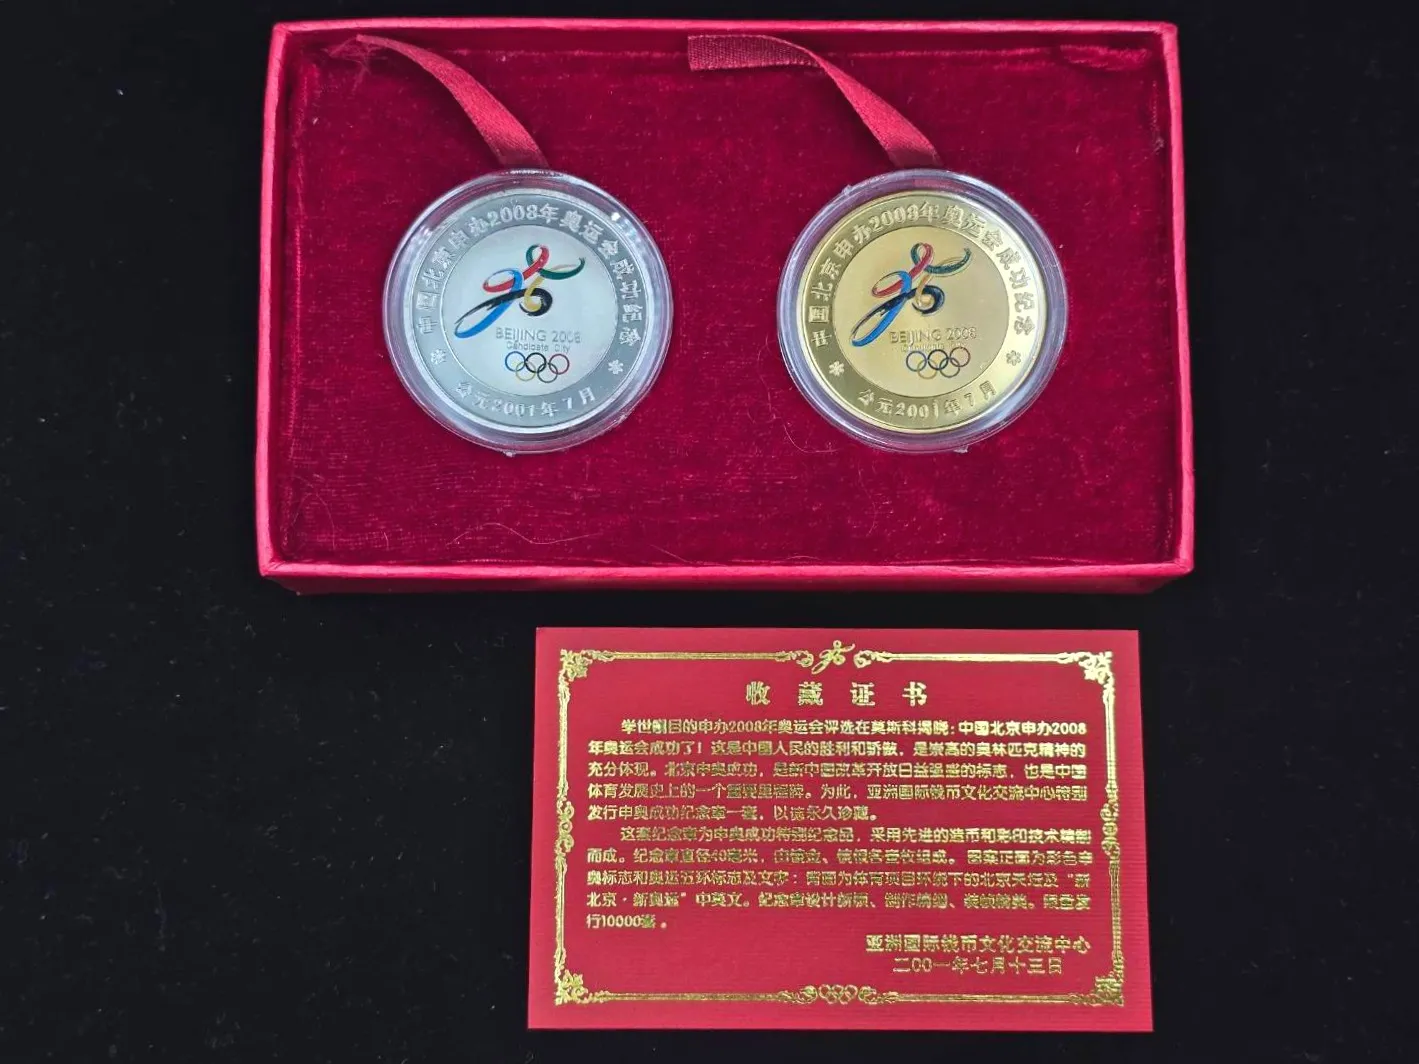 中国北京申办2008年奥运会成功纪念
BEIJING 2008
Candidate City
公元2001年7月
中国北京申办2008年奥运会成功纪念
BEIJING 2008
Candidate
公元2001年7月
收藏证书
举世瞩目的申办2008年奥运会评选在莫斯科揭晓:中国北京申办2008
年奥运会成功了!这是中国人民的胜利和骄傲,是崇高的奥林匹克精神的
充分体现。北京申奥成功,是新中国改革开放日益强盛的标志,也是中国
体育发展史上的一个重要里程碑。为此,亚洲国际钱币文化交流中心特别
发行申奥成功纪念章一套,以该永久珍藏。
这套纪念章为申奥成功特别纪念品,采用先进的造币和彩印技术精制
而成。纪念章直径40毫米,由镀金、镀银各壹枚组成。图案正面为彩色申
奥标志和奥运五环标志及文字;背面为体育项目环绕下的北京天坛及“新
北京·新奥运”中英文。纪念章设计新颖、制作精细、装帧精美。限量发
行10000套。
亚洲国际钱币文化交流中心
二00一年七月十三日